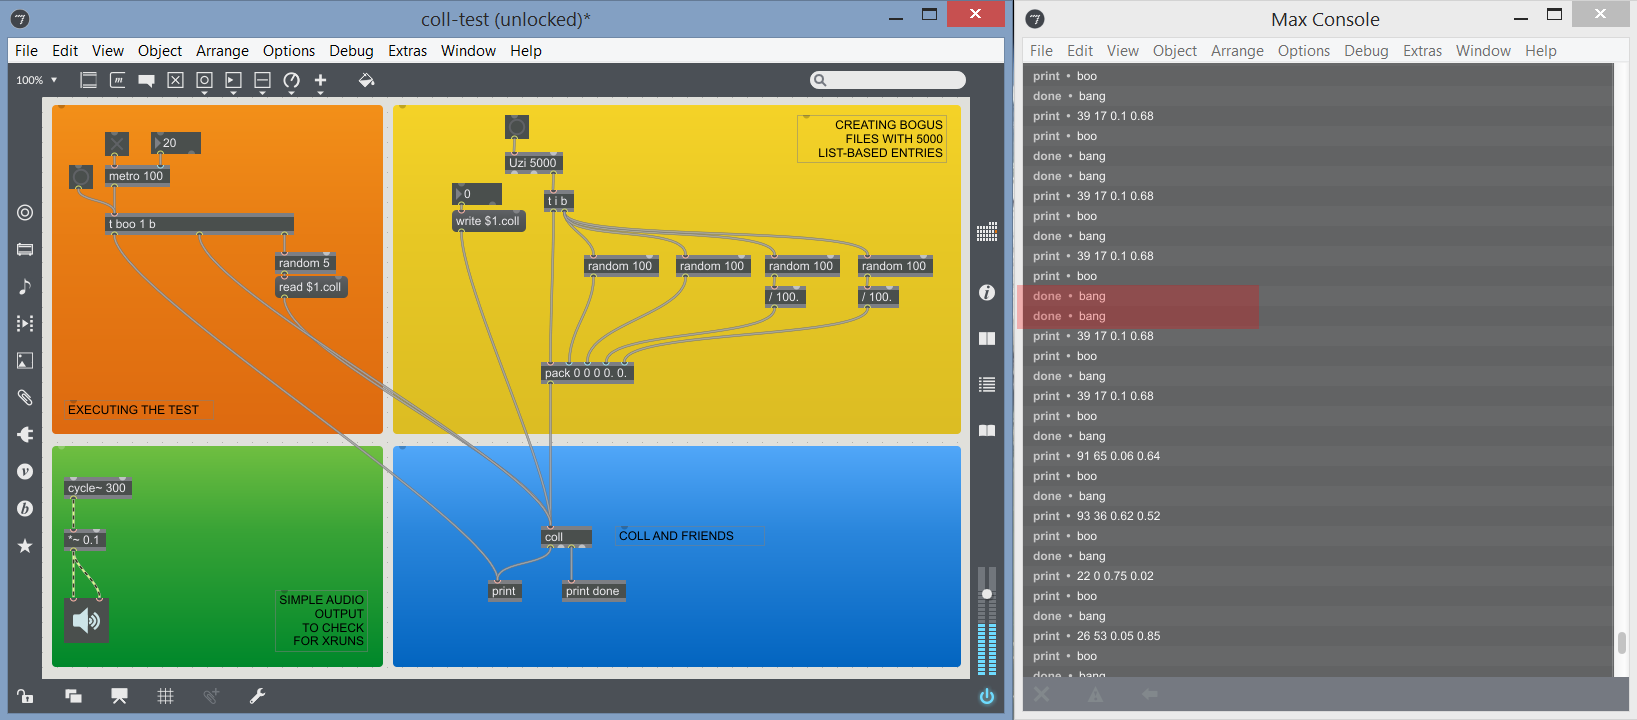 coll-test (unlocked)*
File Edit View Object Arrange Options Debug Extras Window Help
100%
20
metro 100
t boo 1 b
random 5
read $1.coll
EXECUTING THE TEST
CREATING BOGUS
FILES WITH 5000
LIST-BASED ENTRIES
Uzi 5000
0
t i b
write $1.coll
random 100 random 100 random 100 random 100
/ 100. / 100.
pack 0 0 0 0. 0.
cycle~ 300
*~ 0.1
SIMPLE AUDIO
OUTPUT
TO CHECK
FOR XRUNS
coll
COLL AND FRIENDS
print
print done
Max Console
File Edit View Object Arrange Options Debug Extras Window Help
print • boo
done • bang
print • 39 17 0.1 0.68
print • boo
done • bang
done • bang
print • 39 17 0.1 0.68
print • boo
done • bang
print • 39 17 0.1 0.68
print • boo
done • bang
done • bang
print • 39 17 0.1 0.68
print • boo
done • bang
print • 39 17 0.1 0.68
print • boo
done • bang
print • 91 65 0.06 0.64
print • boo
done • bang
print • 93 36 0.62 0.52
print • boo
done • bang
print • 22 0 0.75 0.02
print • boo
done • bang
print • 26 53 0.05 0.85
print • boo
done • bang